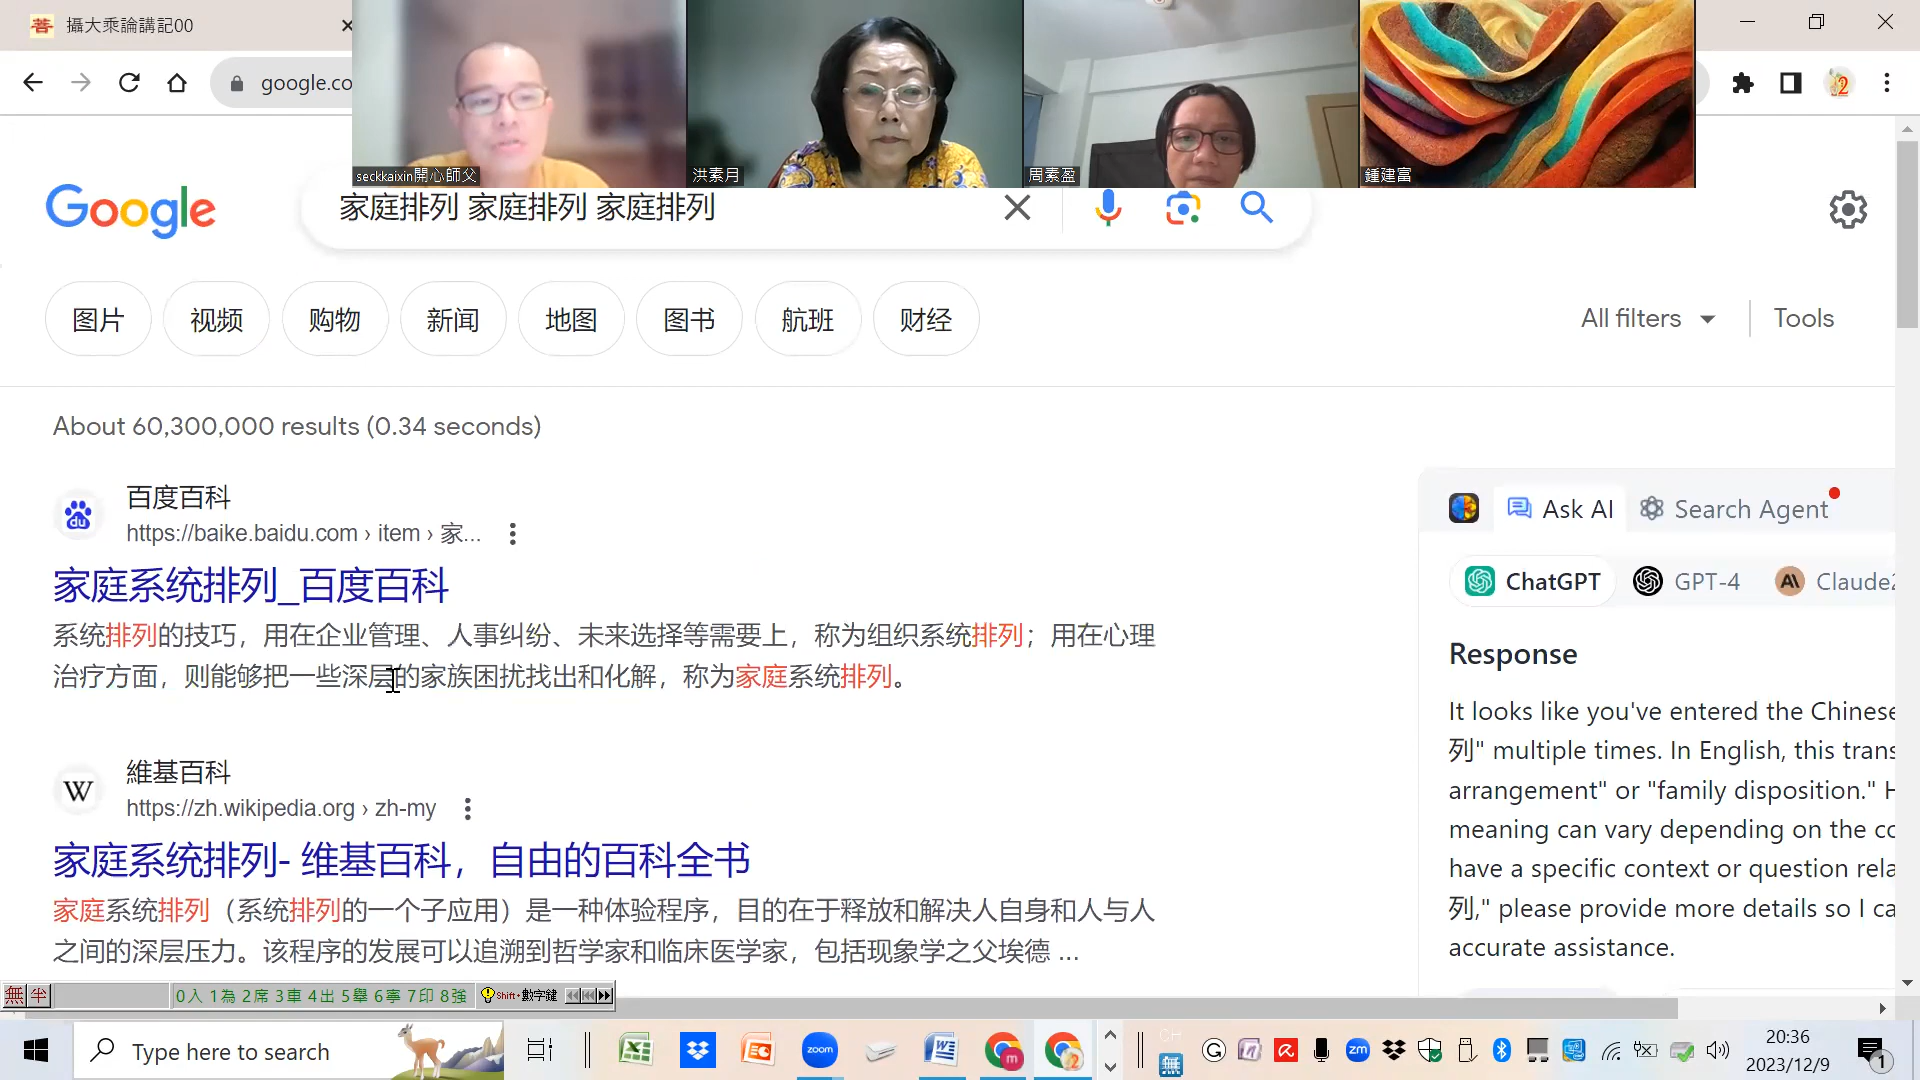 攝大乘論講記00
google.co
seckkaixin開心師父
洪素月
周素盈
鍾建富
Google
家庭排列 家庭排列 家庭排列
图片
视频
购物
新闻
地图
图书
航班
财经
All filters
Tools
About 60,300,000 results (0.34 seconds)
百度百科
https://baike.baidu.com › item › 家...
家庭系统排列_百度百科
系统排列的技巧，用在企业管理、人事纠纷、未来选择等需要上，称为组织系统排列；用在心理
治疗方面，则能够把一些深层的家族困扰找出和化解，称为家庭系统排列。
維基百科
https://zh.wikipedia.org › zh-my
家庭系统排列- 维基百科，自由的百科全书
家庭系统排列（系统排列的一个子应用）是一种体验程序，目的在于释放和解决人自身和人与人
之间的深层压力。该程序的发展可以追溯到哲学家和临床医学家，包括现象学之父埃德 ...
Ask AI
Search Agent
ChatGPT
GPT-4
Claude2
Response
It looks like you've entered the Chinese
列" multiple times. In English, this trans
arrangement" or "family disposition." H
meaning can vary depending on the co
have a specific context or question rela
列," please provide more details so I ca
accurate assistance.
無 半
0入 1為 2席 3車 4出 5舉 6寧 7印 8強
Shift+數字鍵
Type here to search
zoom
20:36
2023/12/9
1